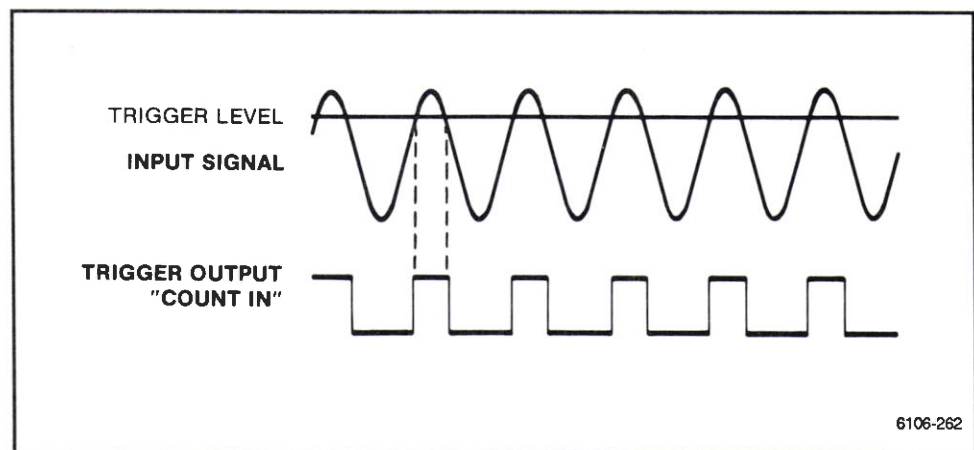 TRIGGER LEVEL
INPUT SIGNAL
TRIGGER OUTPUT
"COUNT IN"
6106-262